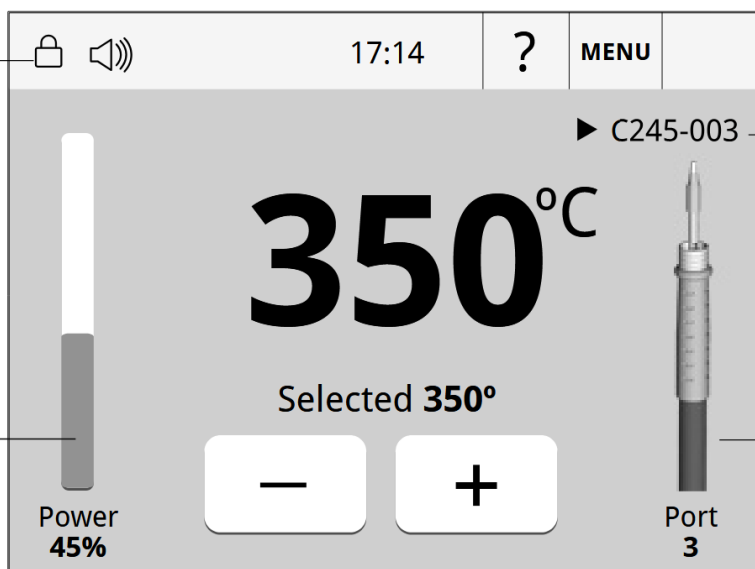 17:14
?
MENU
C245-003
350
ºC
Selected 350º
− +
Power
45%
Port
3